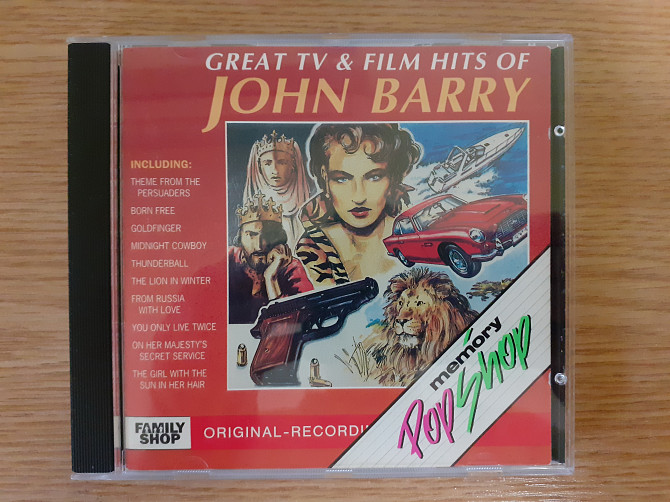 GREAT TV & FILM HITS OF
JOHN BARRY
INCLUDING:
THEME FROM THE
PERSUADERS
BORN FREE
GOLDFINGER
MIDNIGHT COWBOY
THUNDERBALL
THE LION IN WINTER
FROM RUSSIA
WITH LOVE
YOU ONLY LIVE TWICE
ON HER MAJESTY'S
SECRET SERVICE
THE GIRL WITH THE
SUN IN HER HAIR
memory
PopShop
FAMILY
SHOP